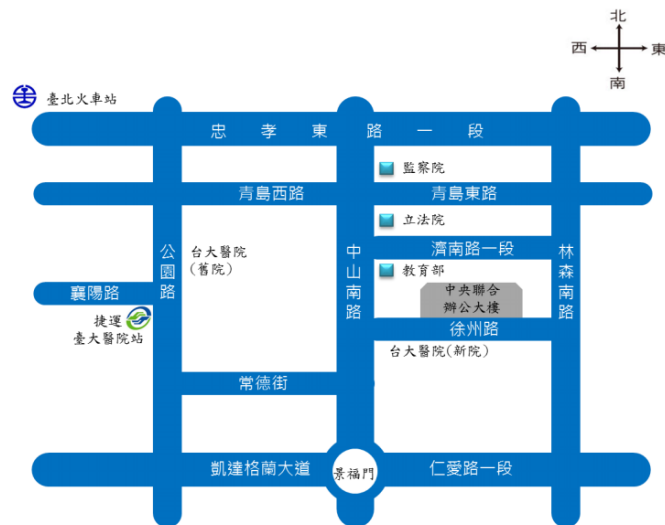 北
西 東
南
臺北火車站
忠孝東路一段
監察院
青島西路 青島東路
立法院
公園路
台大醫院
(舊院)
中山南路
濟南路一段
林森南路
教育部
襄陽路
中央聯合
辦公大樓
捷運
臺大醫院站
徐州路
台大醫院(新院)
常德街
凱達格蘭大道 景福門 仁愛路一段